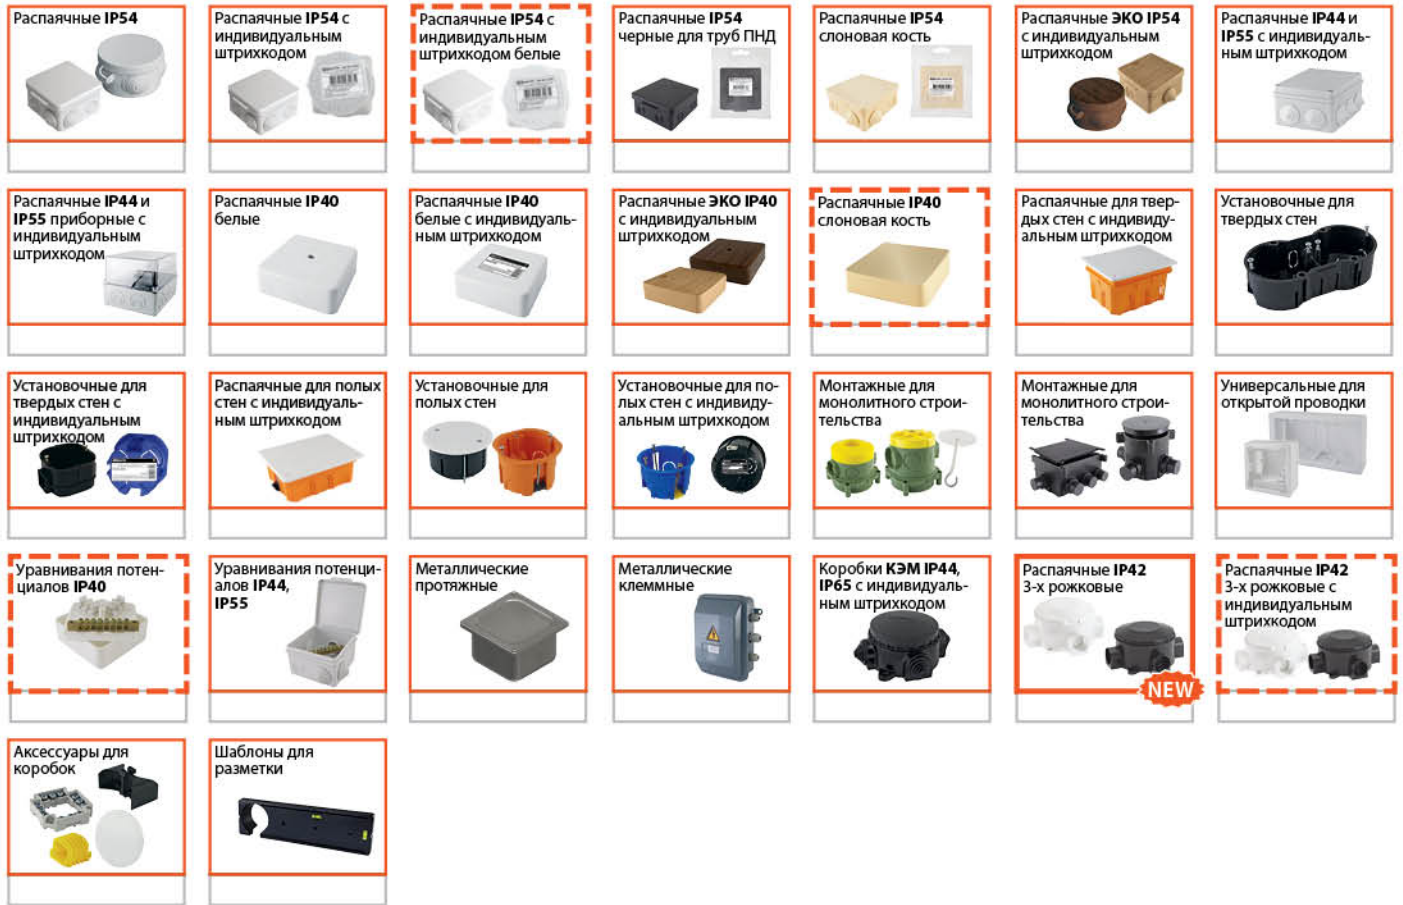 Распаячные IP54
Распаячные IP54 с
индивидуальным
штрихкодом
Распаячные IP54 с
индивидуальным
штрихкодом белые
Распаячные IP54
черные для труб ПНД
Распаячные IP54
слоновая кость
Распаячные ЭКО IP54
с индивидуальным
штрихкодом
Распаячные IP44 и
IP55 с индивидуаль-
ным штрихкодом
Распаячные IP44 и
IP55 приборные с
индивидуальным
штрихкодом
Распаячные IP40
белые
Распаячные IP40
белые с индивидуаль-
ным штрихкодом
Распаячные ЭКО IP40
с индивидуальным
штрихкодом
Распаячные IP40
слоновая кость
Распаячные для твер-
дых стен с индивиду-
альным штрихкодом
Установочные для
твердых стен
Установочные для
твердых стен с
индивидуальным
штрихкодом
Распаячные для полых
стен с индивидуаль-
ным штрихкодом
Установочные для
полых стен
Установочные для по-
лых стен с индивиду-
альным штрихкодом
Монтажные для
монолитного строи-
тельства
Монтажные для
монолитного строи-
тельства
Универсальные для
открытой проводки
Уравнивания потен-
циалов IP40
Уравнивания потенци-
алов IP44,
IP55
Металлические
протяжные
Металлические
клеммные
Коробки КЭМ IP44,
IP65 с индивидуаль-
ным штрихкодом
Распаячные IP42
3-х рожковые
NEW
Распаячные IP42
3-х рожковые с
индивидуальным
штрихкодом
Аксессуары для
коробок
Шаблоны для
разметки